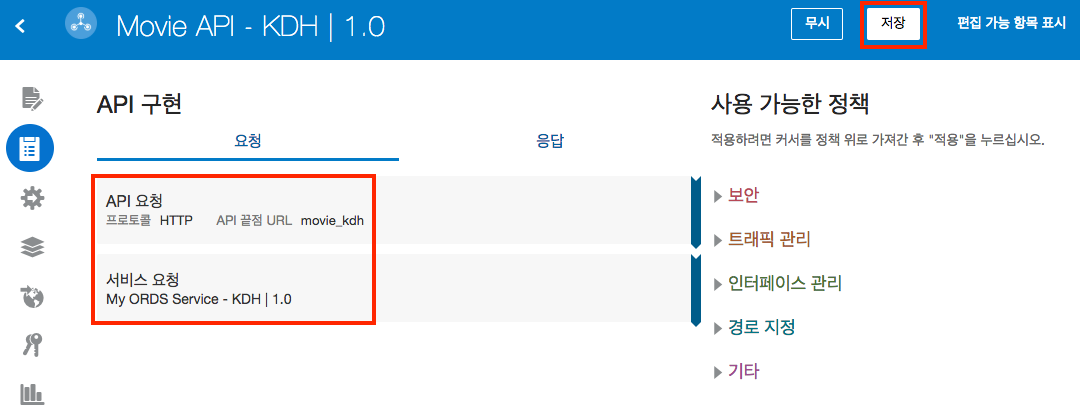 Movie API - KDH | 1.0
무시
저장
편집 가능 항목 표시
API 구현
요청
응답
API 요청
프로토콜 HTTP API 끝점 URL movie_kdh
서비스 요청
My ORDS Service - KDH | 1.0
사용 가능한 정책
적용하려면 커서를 정책 위로 가져간 후 "적용"을 누르십시오.
보안
트래픽 관리
인터페이스 관리
경로 지정
기타